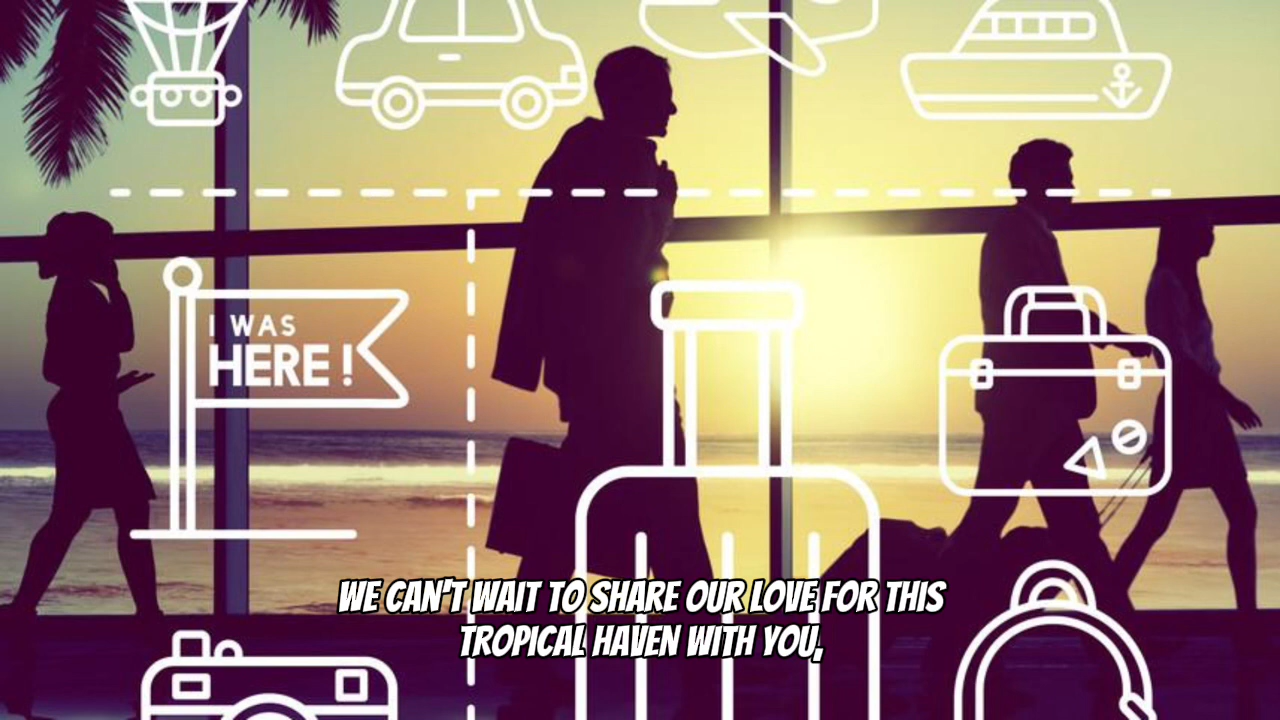 I WAS
HERE!
WE CAN'T WAIT TO SHARE OUR LOVE FOR THIS
TROPICAL HAVEN WITH YOU,